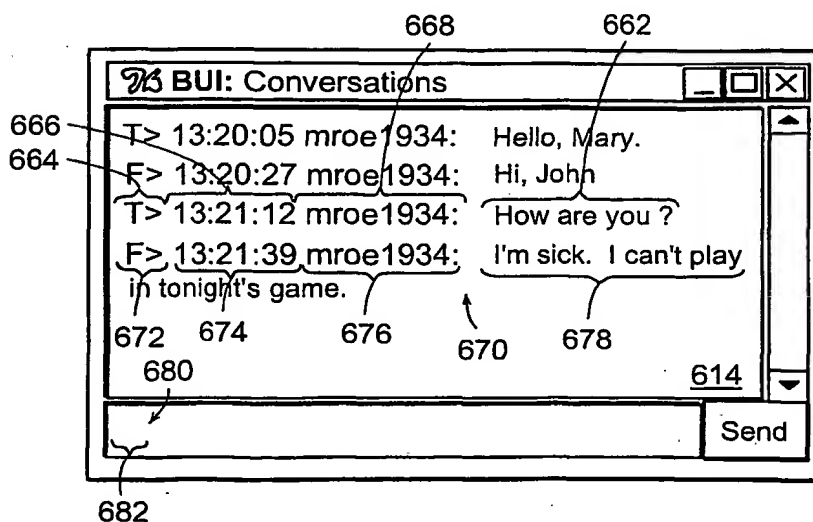 668 662
BUI: Conversations
666 T> 13:20:05 mroe1934: Hello, Mary.
664 F> 13:20:27 mroe1934: Hi, John
T> 13:21:12 mroe1934: How are you ?
F> 13:21:39 mroe1934: I'm sick. I can't play
in tonight's game.
672 674 676 670 678
680 614
Send
682